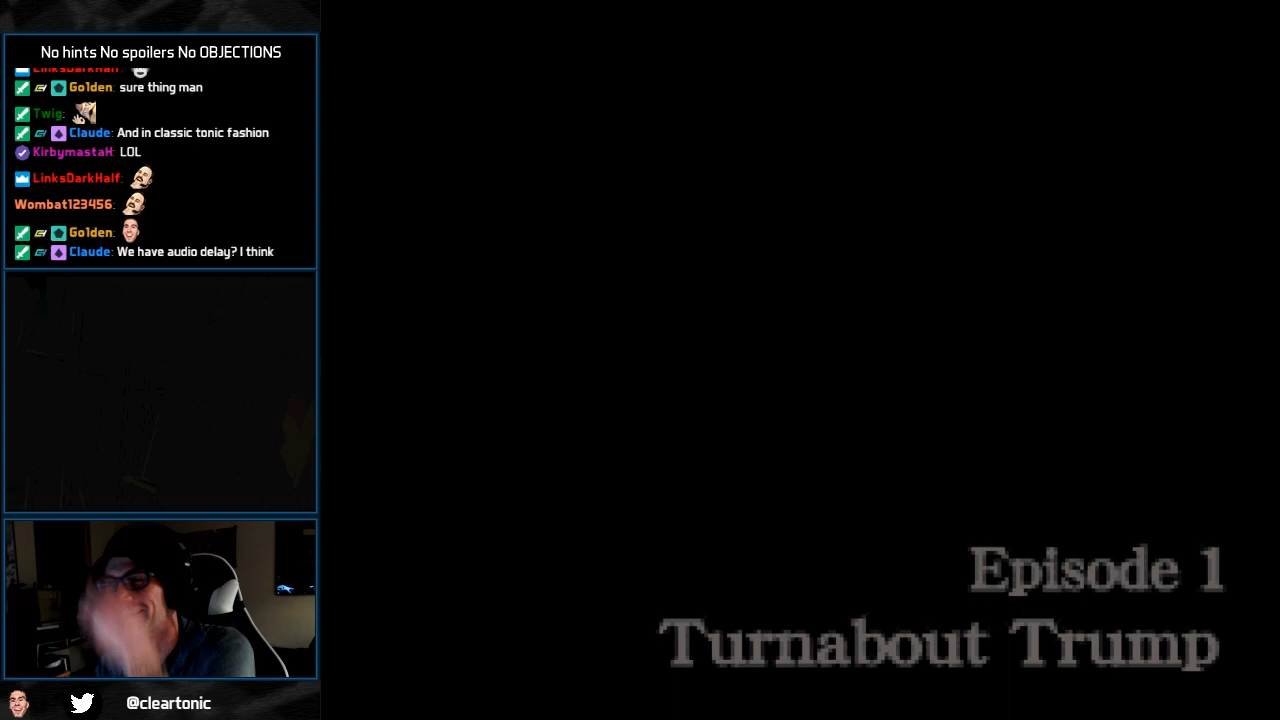 No hints No spoilers No OBJECTIONS
LinksDarkHalf:
Go1den: sure thing man
Twig:
Claude: And in classic tonic fashion
KirbymastaH: LOL
LinksDarkHalf:
Wombat123456:
Go1den:
Claude: We have audio delay? I think
Episode 1
Turnabout Trump
@cleartonic